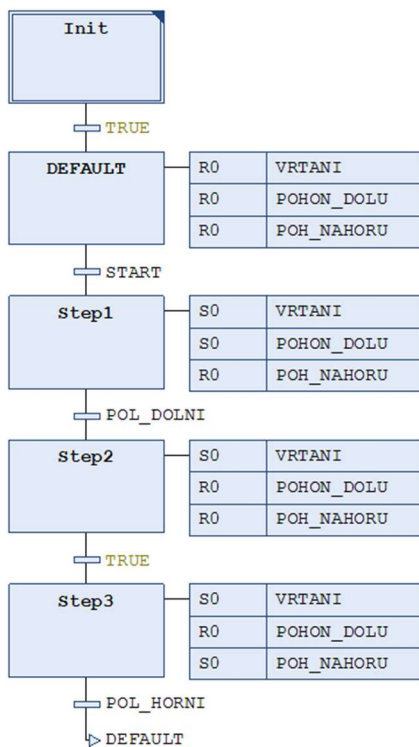 Init
TRUE
DEFAULT R0 VRTANI
R0 POHON_DOLU
R0 POH_NAHORU
START
Step1 S0 VRTANI
S0 POHON_DOLU
R0 POH_NAHORU
POL_DOLNI
Step2 S0 VRTANI
R0 POHON_DOLU
R0 POH_NAHORU
TRUE
Step3 S0 VRTANI
R0 POHON_DOLU
S0 POH_NAHORU
POL_HORNI
DEFAULT